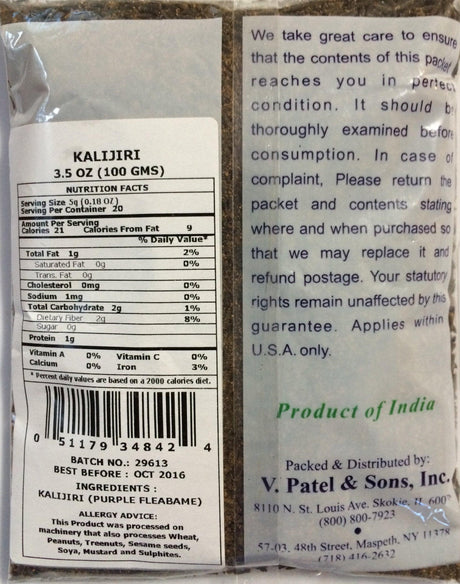 KALIJIRI
3.5 OZ (100 GMS)
NUTRITION FACTS
Serving Size 5g (0.18 OZ)
Serving Per Container 20
Amount Per Serving
Calories 21 Calories From Fat 9
% Daily Value*
Total Fat 1g 2%
Saturated Fat 0g 0%
Trans. Fat 0g
Cholesterol 0mg 0%
Sodium 1mg 0%
Total Carbohydrate 2g 1%
Dietary Fiber 2g 8%
Sugar 0g
Protein 1g
Vitamin A 0% Vitamin C 0%
Calcium 0% Iron 3%
* Percent daily values are based on a 2000 calories diet.
0 51179 34842 4
BATCH NO.: 29613
BEST BEFORE : OCT 2016
INGREDIENTS :
KALIJIRI (PURPLE FLEABAME)
ALLERGY ADVICE:
This Product was processed on
machinery that also processes Wheat,
Peanuts, Treenuts, Sesame seeds,
Soya, Mustard and Sulphites.
We take great care to ensure
that the contents of this packet
reaches you in perfect
condition. It should be
thoroughly examined before
consumption. In case of
complaint, Please return the
packet and contents stating
where and when purchased so
that we may replace it and
refund postage. Your statutory
rights remain unaffected by this
guarantee. Applies within
U.S.A. only.
Product of India
Packed & Distributed by:
V. Patel & Sons, Inc.
8110 N. St. Louis Ave. Skokie, IL
(800) 800-7923
•
57-03, 48th Street, Maspeth, NY 11378
(718) 416-2632